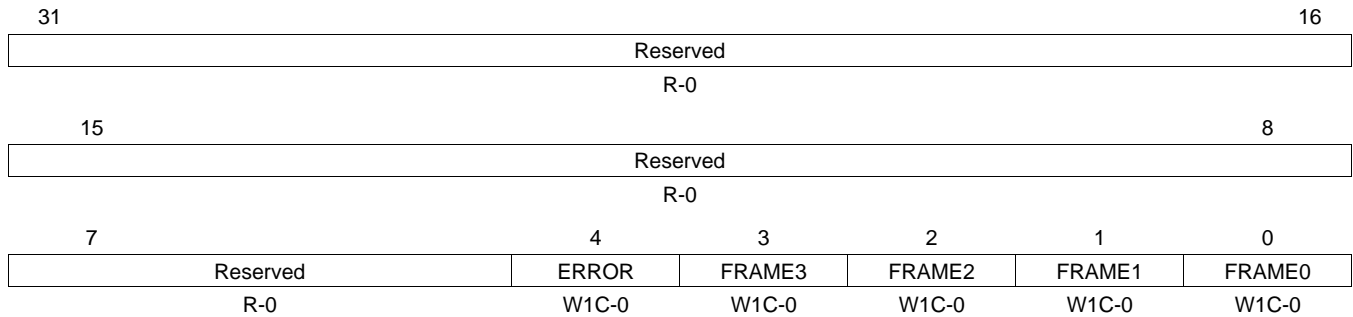 31 16
Reserved
R-0
15 8
Reserved
R-0
7 4 3 2 1 0
Reserved ERROR FRAME3 FRAME2 FRAME1 FRAME0
R-0 W1C-0 W1C-0 W1C-0 W1C-0 W1C-0